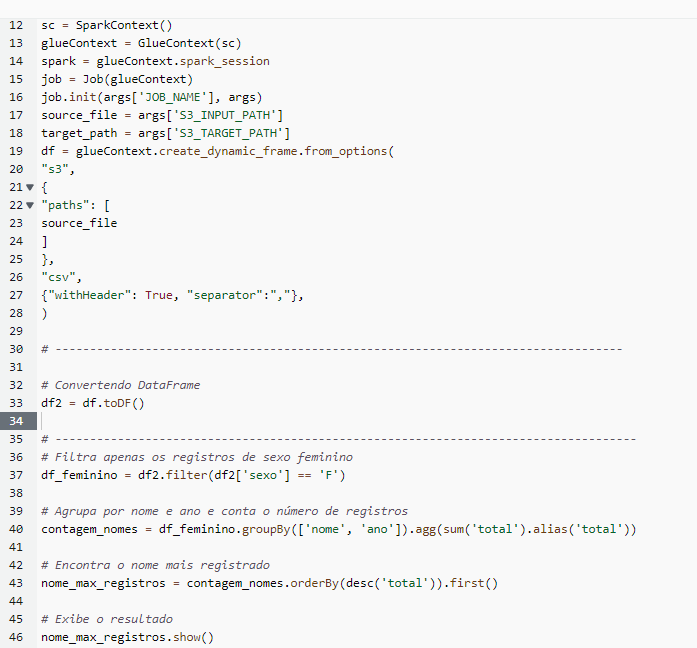 12 sc = SparkContext()
13 glueContext = GlueContext(sc)
14 spark = glueContext.spark_session
15 job = Job(glueContext)
16 job.init(args['JOB_NAME'], args)
17 source_file = args['S3_INPUT_PATH']
18 target_path = args['S3_TARGET_PATH']
19 df = glueContext.create_dynamic_frame.from_options(
20 "s3",
21 {
22 "paths": [
23 source_file
24 ]
25 },
26 "csv",
27 {"withHeader": True, "separator":","},
28 )
29
30 # --------------------------------------------------------------------
31
32 # Convertendo DataFrame
33 df2 = df.toDF()
34
35 # ----------------------------------------------------------------------
36 # Filtra apenas os registros de sexo feminino
37 df_feminino = df2.filter(df2['sexo'] == 'F')
38
39 # Agrupa por nome e ano e conta o número de registros
40 contagem_nomes = df_feminino.groupBy(['nome', 'ano']).agg(sum('total').alias('total'))
41
42 # Encontra o nome mais registrado
43 nome_max_registros = contagem_nomes.orderBy(desc('total')).first()
44
45 # Exibe o resultado
46 nome_max_registros.show()